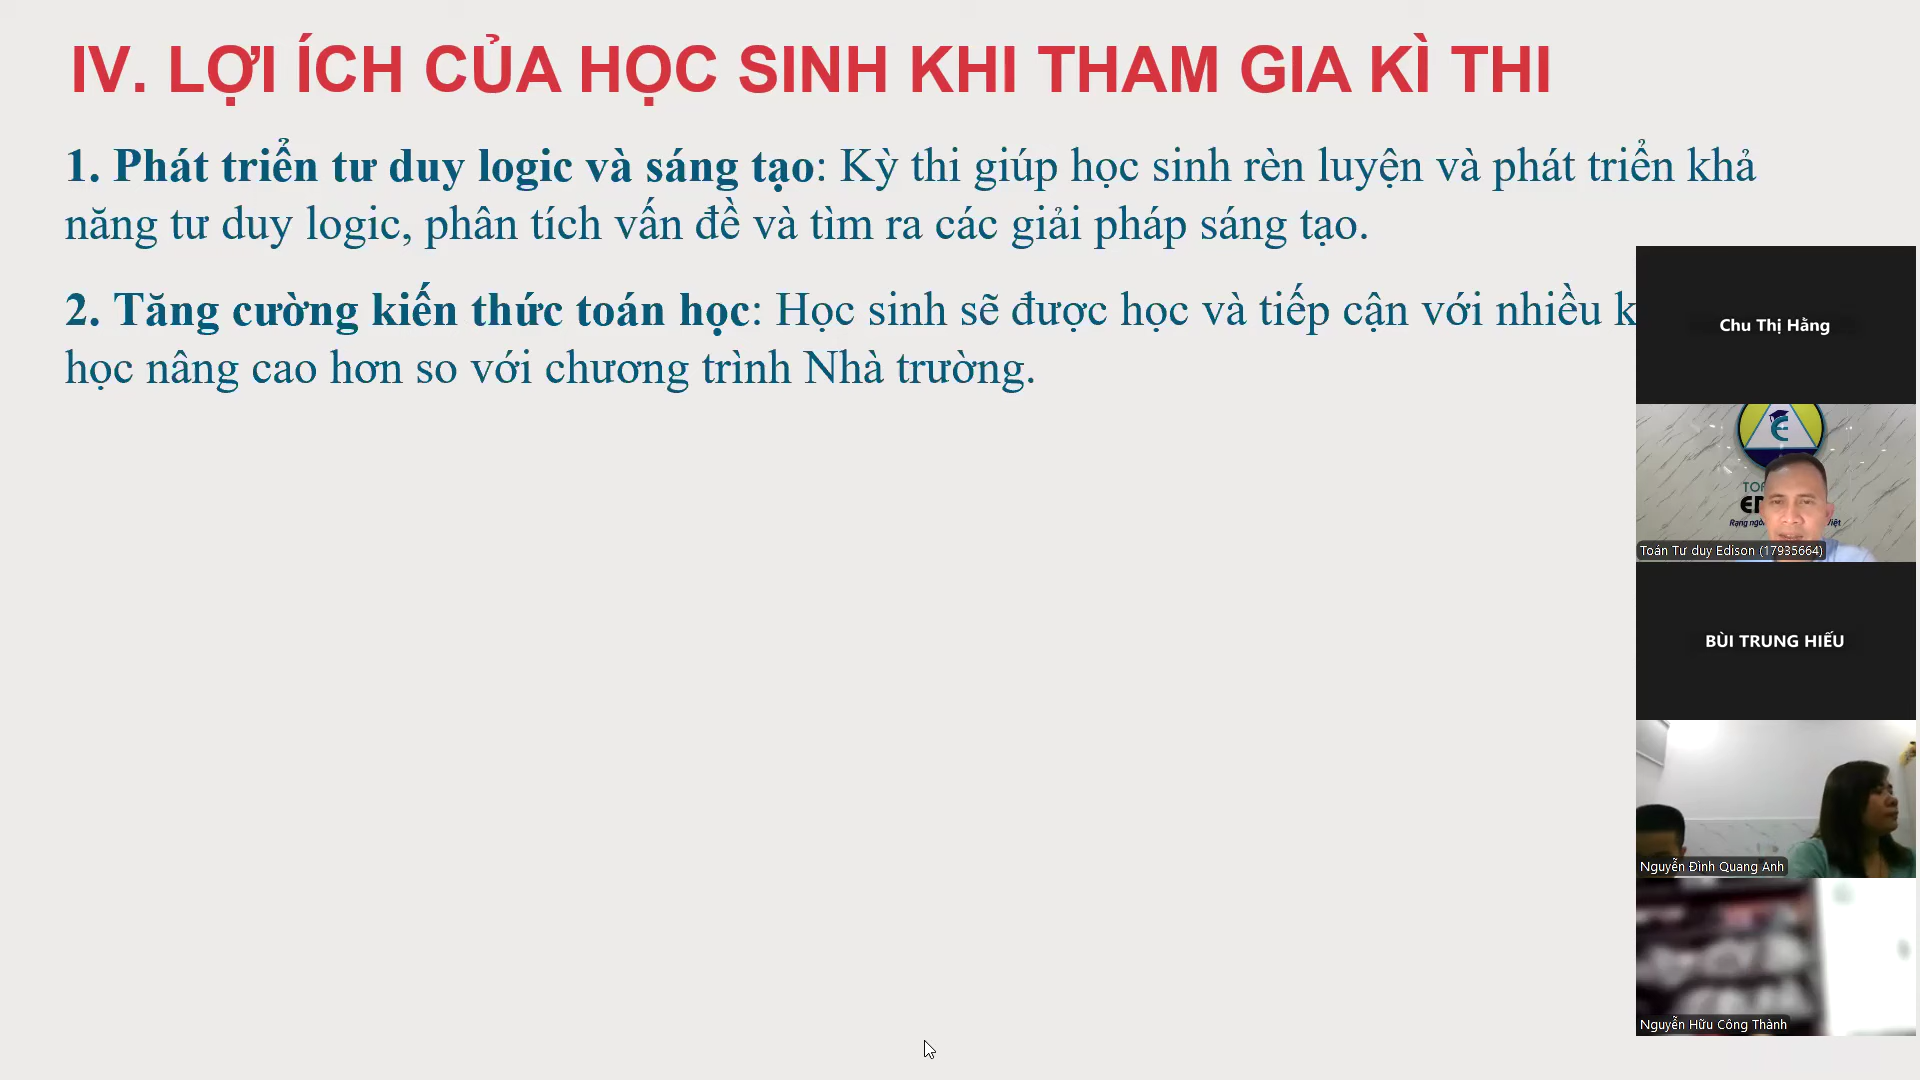 IV. LỢI ÍCH CỦA HỌC SINH KHI THAM GIA KÌ THI
1. Phát triển tư duy logic và sáng tạo: Kỳ thi giúp học sinh rèn luyện và phát triển khả
năng tư duy logic, phân tích vấn đề và tìm ra các giải pháp sáng tạo.
2. Tăng cường kiến thức toán học: Học sinh sẽ được học và tiếp cận với nhiều
học nâng cao hơn so với chương trình Nhà trường.
Chu Thị Hằng
Toán Tư duy Edison (17935664)
BÙI TRUNG HIẾU
Nguyễn Đình Quang Anh
Nguyễn Hữu Công Thành